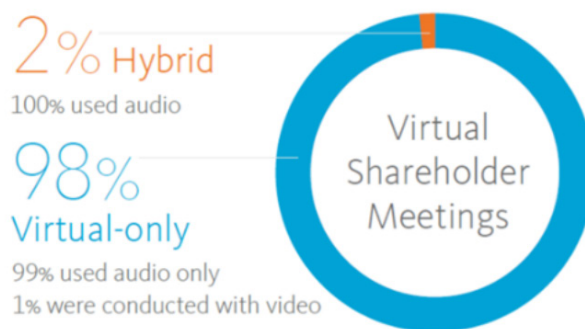 2% Hybrid
100% used audio
98%
Virtual-only
99% used audio only
1% were conducted with video
Virtual
Shareholder
Meetings